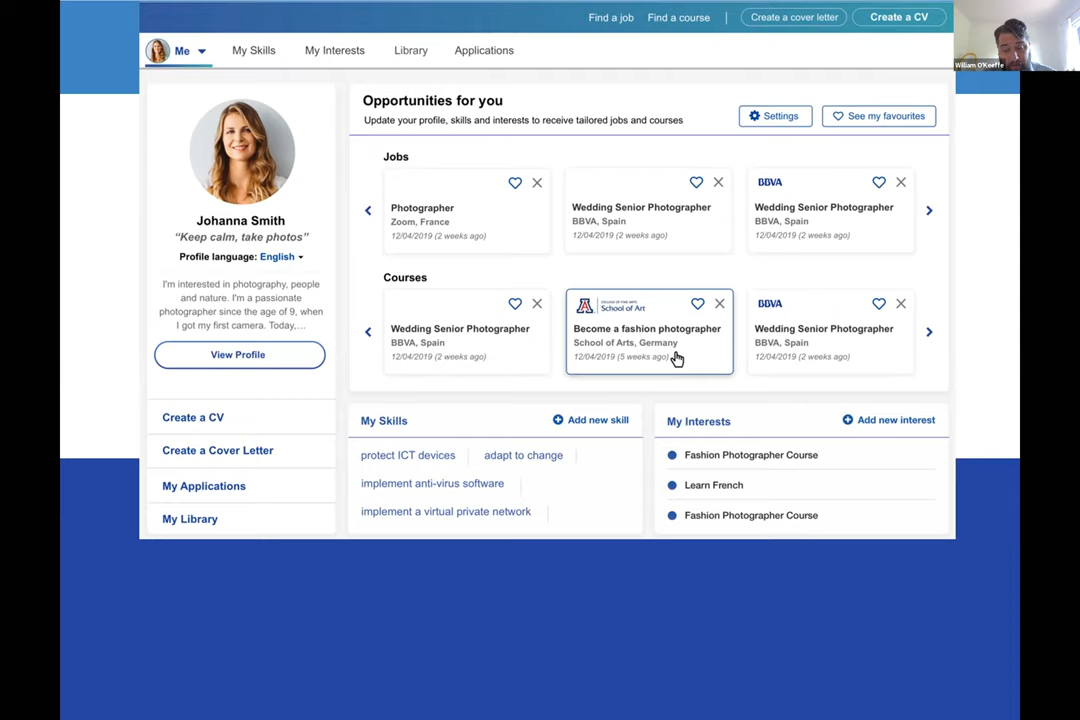 Find a job
Find a course
Create a cover letter
Create a CV
William O'Keeffe
Me
My Skills
My Interests
Library
Applications
Johanna Smith
“Keep calm, take photos”
Profile language: English
I'm interested in photography, people
and nature. I'm a passionate
photographer since the age of 9, when
I got my first camera. Today,...
View Profile
Create a CV
Create a Cover Letter
My Applications
My Library
Opportunities for you
Update your profile, skills and interests to receive tailored jobs and courses
Settings
See my favourites
Jobs
Photographer
Zoom, France
12/04/2019 (2 weeks ago)
Wedding Senior Photographer
BBVA, Spain
12/04/2019 (2 weeks ago)
BBVA
Wedding Senior Photographer
BBVA, Spain
12/04/2019 (2 weeks ago)
Courses
Wedding Senior Photographer
BBVA, Spain
12/04/2019 (2 weeks ago)
A
COLLEGE OF FINE ARTS
School of Art
Become a fashion photographer
School of Arts, Germany
12/04/2019 (5 weeks ago)
BBVA
Wedding Senior Photographer
BBVA, Spain
12/04/2019 (2 weeks ago)
My Skills
Add new skill
protect ICT devices
adapt to change
implement anti-virus software
implement a virtual private network
My Interests
Add new interest
Fashion Photographer Course
Learn French
Fashion Photographer Course